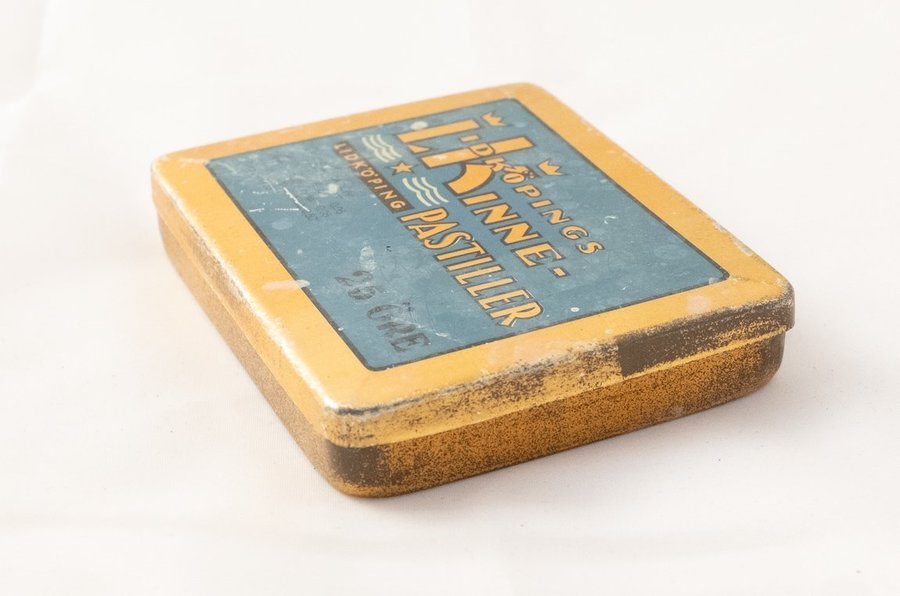 LIDKÖPINGS
KINNE-
PASTILLER
LIDKÖPING
25 ÖRE